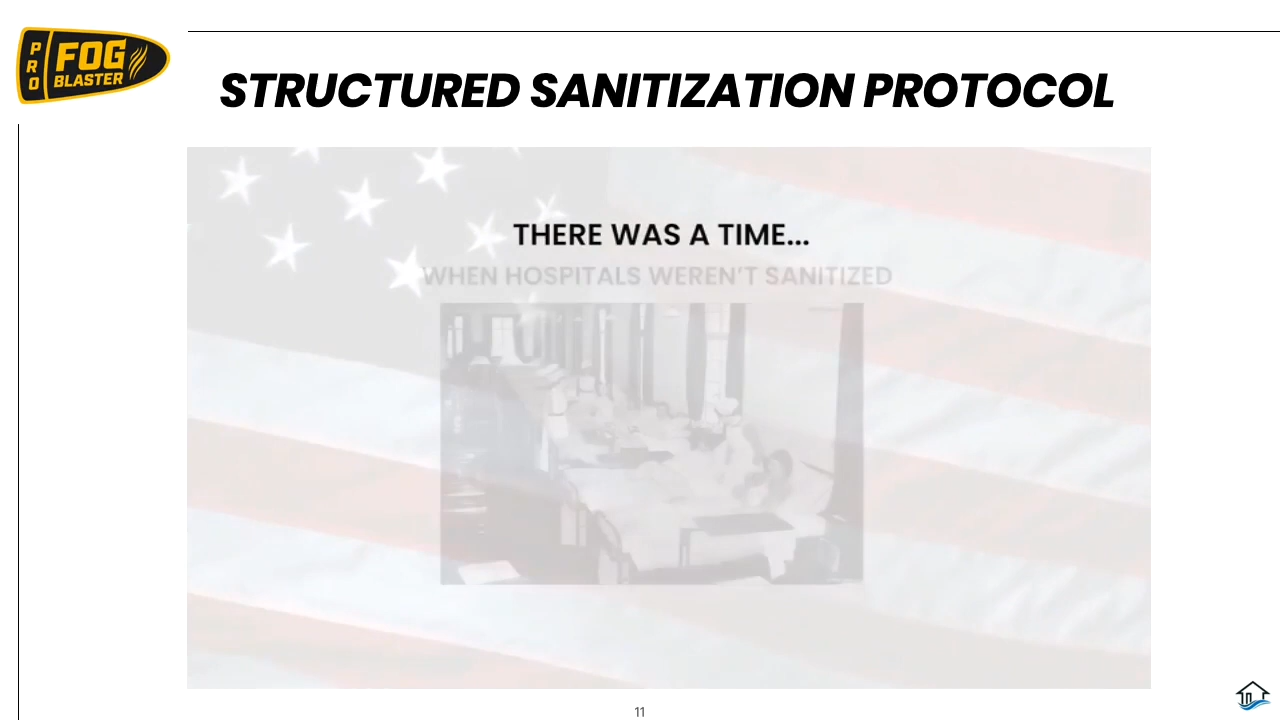 PRO
FOG
BLASTER
STRUCTURED SANITIZATION PROTOCOL
THERE WAS A TIME...
WHEN HOSPITALS WEREN'T SANITIZED
11